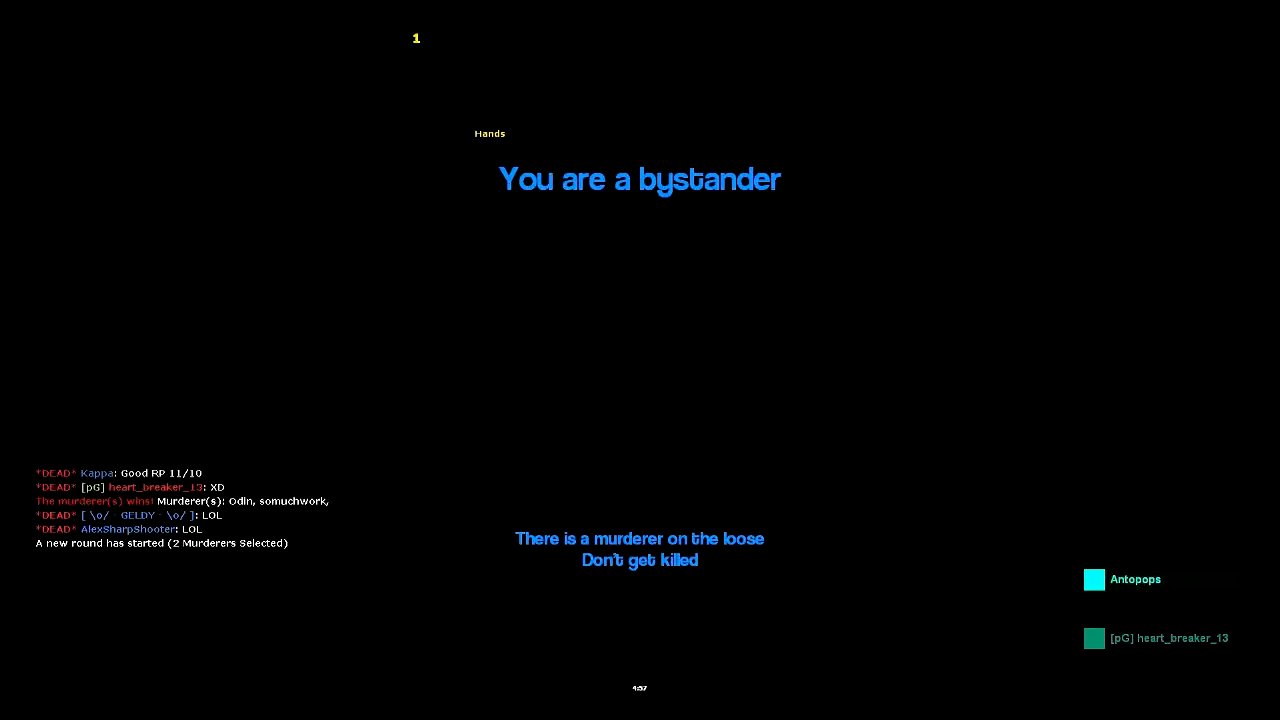 1
Hands
You are a bystander
*DEAD* Kappa: Good RP 11/10
*DEAD* [pG] heart_breaker_13: XD
The murderer(s) wins! Murderer(s): Odin, somuchwork,
*DEAD* [ \o/ - GELDY - \o/ ]: LOL
*DEAD* AlexSharpShooter: LOL
A new round has started (2 Murderers Selected)
There is a murderer on the loose
Don't get killed
Antopops
[pG] heart_breaker_13
4:57